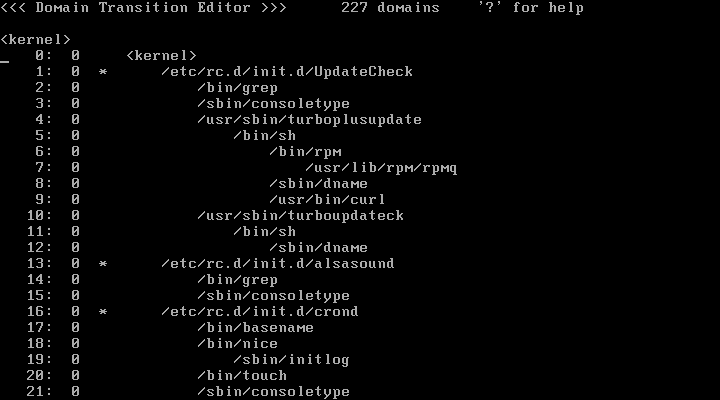 <<< Domain Transition Editor >>>      227 domains    '?' for help

<kernel>
    0:  0     <kernel>
    1:  0  *      /etc/rc.d/init.d/UpdateCheck
    2:  0             /bin/grep
    3:  0             /sbin/consoletype
    4:  0             /usr/sbin/turboplusupdate
    5:  0                 /bin/sh
    6:  0                     /bin/rpm
    7:  0                         /usr/lib/rpm/rpmq
    8:  0                     /sbin/dname
    9:  0                     /usr/bin/curl
   10:  0             /usr/sbin/turboupdateck
   11:  0                 /bin/sh
   12:  0                     /sbin/dname
   13:  0  *      /etc/rc.d/init.d/alsasound
   14:  0             /bin/grep
   15:  0             /sbin/consoletype
   16:  0  *      /etc/rc.d/init.d/crond
   17:  0             /bin/basename
   18:  0             /bin/nice
   19:  0                 /sbin/initlog
   20:  0             /bin/touch
   21:  0             /sbin/consoletype